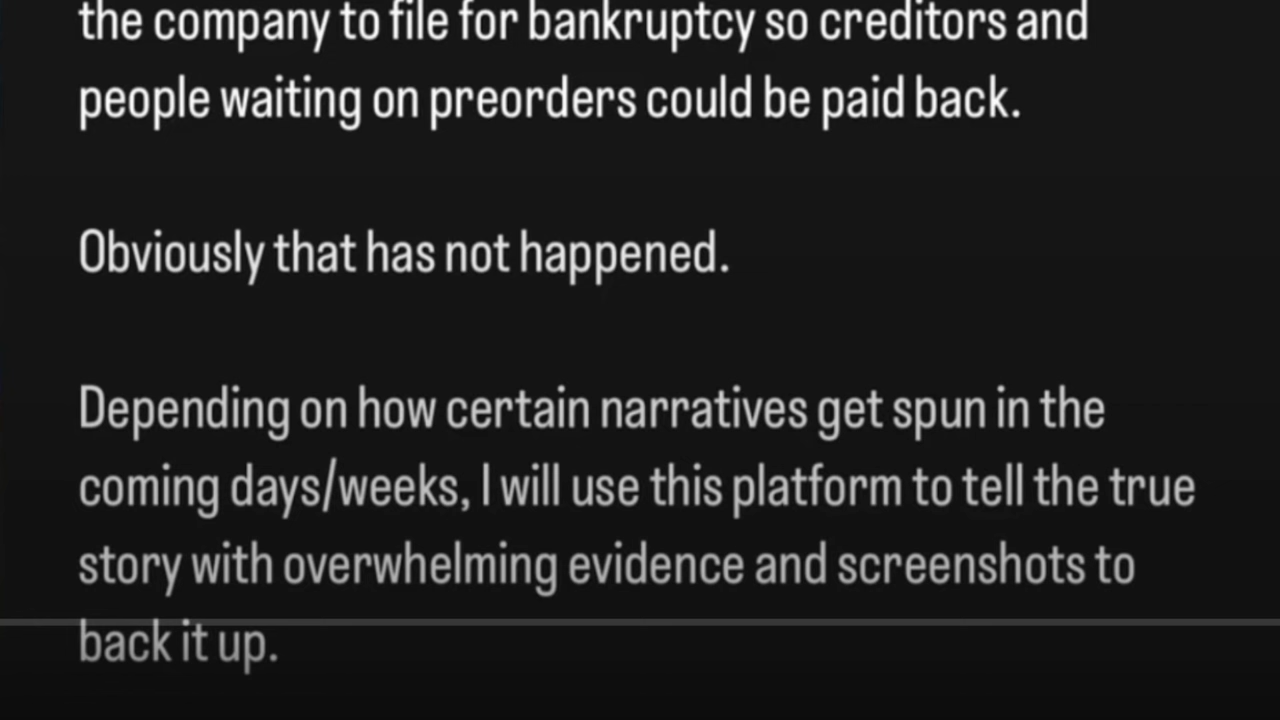 the company to file for bankruptcy so creditors and
people waiting on preorders could be paid back.
Obviously that has not happened.
Depending on how certain narratives get spun in the
coming days/weeks, I will use this platform to tell the true
story with overwhelming evidence and screenshots to
back it up.